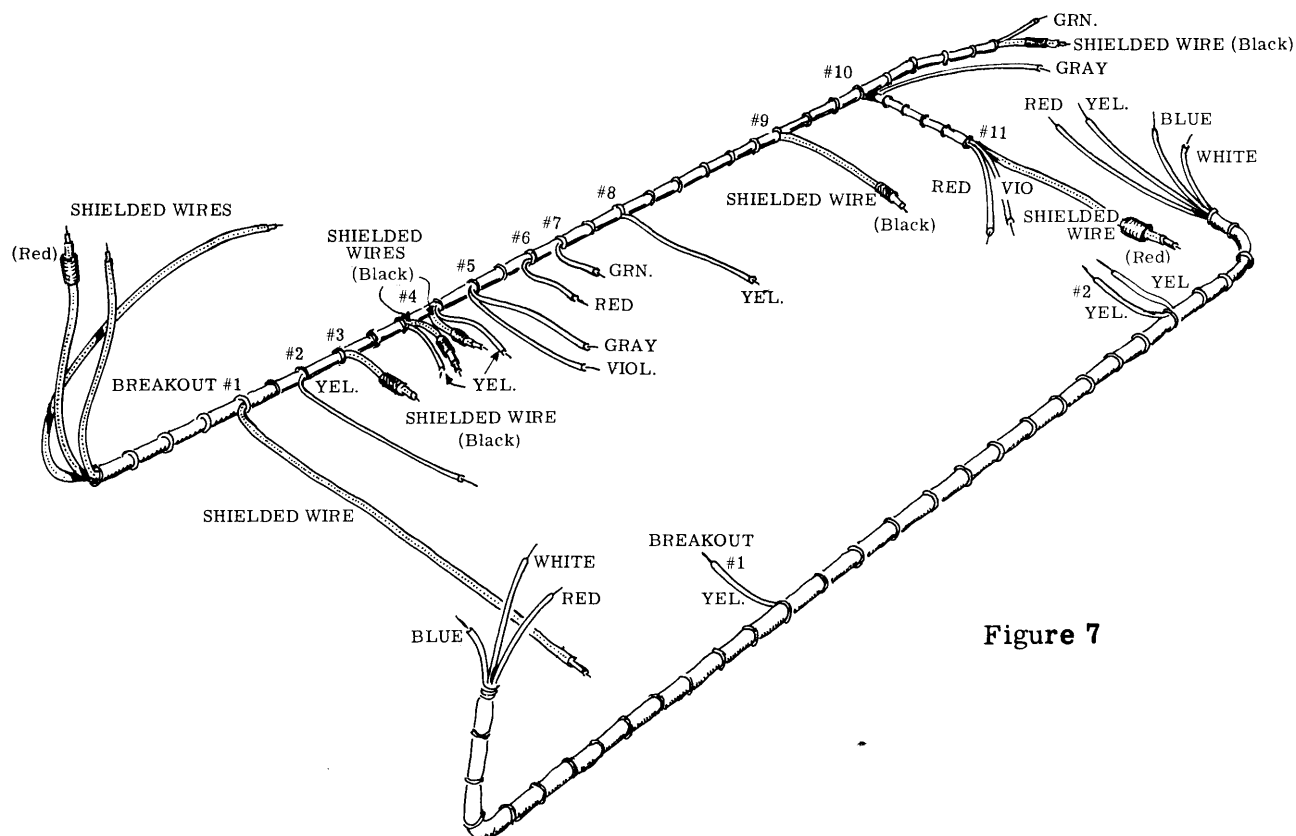 GRN.
SHIELDED WIRE (Black)
#10
GRAY
RED
YEL.
BLUE
WHITE
#9
#11
SHIELDED WIRES
(Red)
#8
SHIELDED WIRE
(Black)
RED
VIO
SHIELDED
WIRE
(Red)
SHIELDED
WIRES
(Black)
#7
#6
#5
#4
GRN.
RED
YEL.
YEL.
#2
YEL.
#3
#2
GRAY
VIOL.
BREAKOUT #1
YEL.
YEL.
SHIELDED WIRE
(Black)
SHIELDED WIRE
BREAKOUT
#1
YEL.
WHITE
RED
BLUE
Figure 7